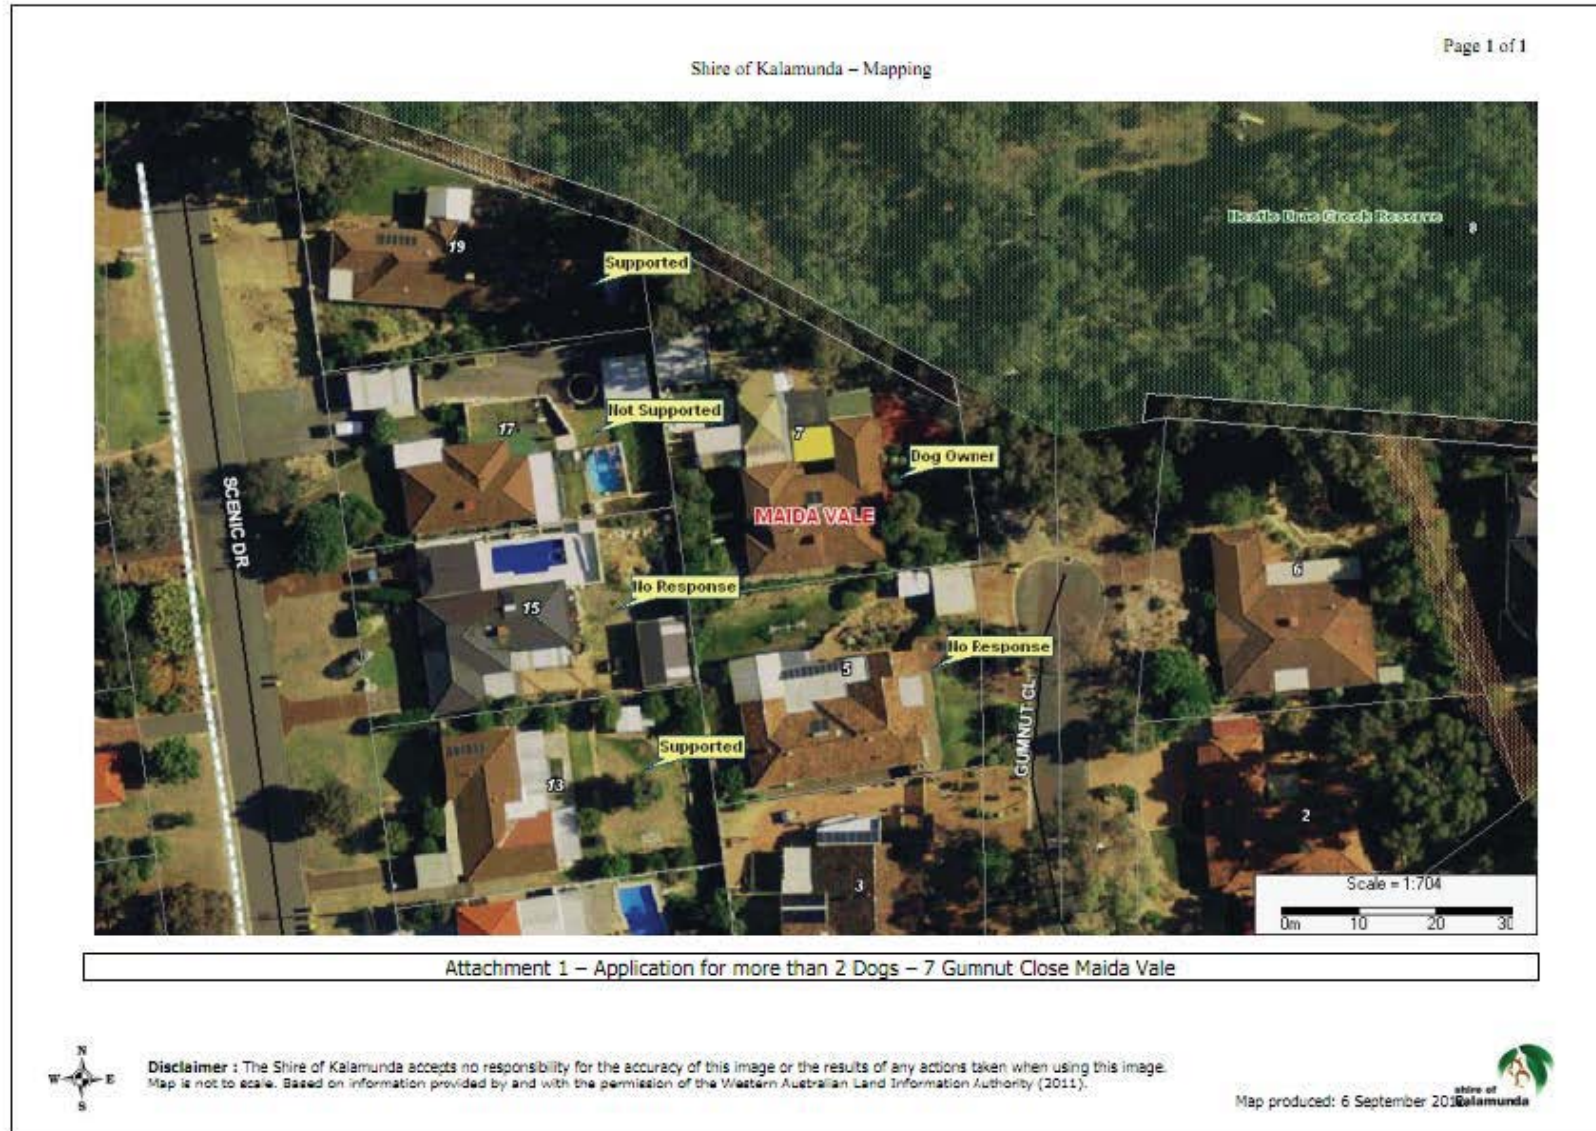 Page 1 of 1
Shire of Kalamunda – Mapping
8
19
Supported
Not Supported
17
7
Dog Owner
SCENIC DR
MAIDA VALE
No Response
15
6
No Response
5
GUMNUT CL
Supported
13
2
3
Scale = 1:704
0m 10 20 30
Attachment 1 – Application for more than 2 Dogs – 7 Gumnut Close Maida Vale
N
W E
S
Disclaimer : The Shire of Kalamunda accepts no responsibility for the accuracy of this image or the results of any actions taken when using this image.
Map is not to scale. Based on information provided by and with the permission of the Western Australian Land Information Authority (2011).
Map produced: 6 September
shire of
kalamunda